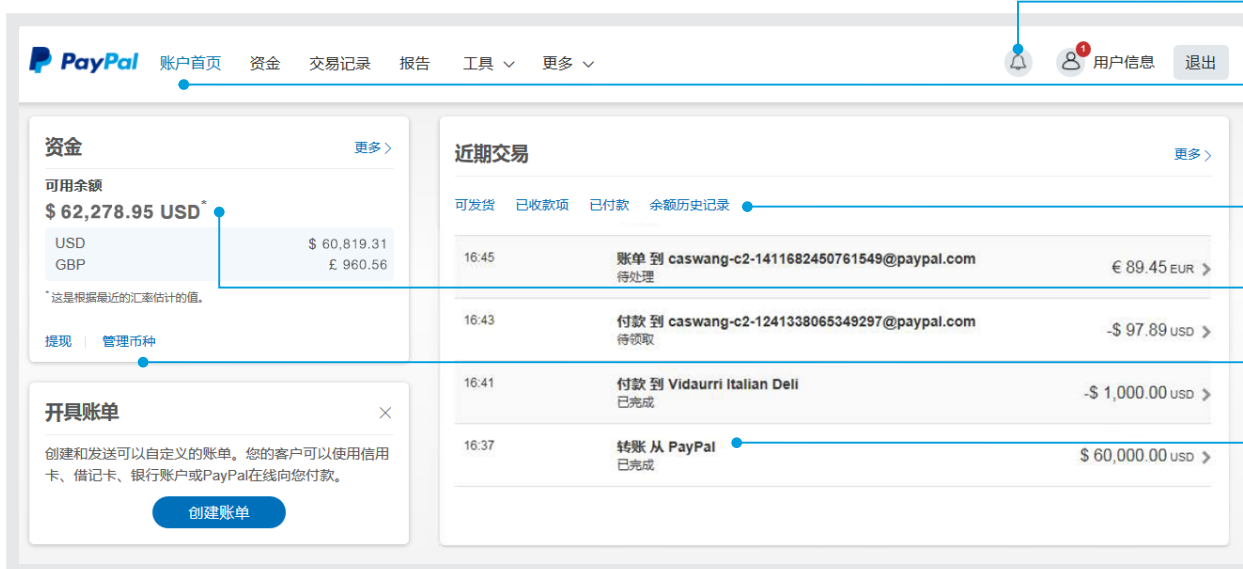 PayPal 账户首页 资金 交易记录 报告 工具 更多 1 用户信息 退出
资金 更多
可用余额
$ 62,278.95 USD*
USD $ 60,819.31
GBP £ 960.56
*这是根据最近的汇率估计的值。
提现 管理币种
开具账单
创建和发送可以自定义的账单。您的客户可以使用信用
卡、借记卡、银行账户或PayPal在线向您付款。
创建账单
近期交易 更多
可发货 已收款项 已付款 余额历史记录
16:45 账单 到 caswang-c2-1411682450761549@paypal.com
待处理
€ 89.45 EUR
16:43 付款 到 caswang-c2-1241338065349297@paypal.com
待领取
-$ 97.89 USD
16:41 付款 到 Vidaurri Italian Deli
已完成
-$ 1,000.00 USD
16:37 转账 从 PayPal
已完成
$ 60,000.00 USD